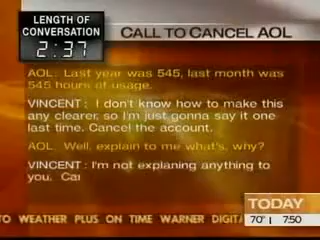 LENGTH OF
CONVERSATION
2:37
CALL TO CANCEL AOL
AOL: Last year was 545, last month was
545 hours of usage.
VINCENT: I don't know how to make this
any clearer, so I'm just gonna say it one
last time. Cancel the account.
AOL: Well, explain to me what's, why?
VINCENT: I'm not explaning anything to
you. Can
TODAY
TO WEATHER PLUS ON TIME WARNER DIGITA
70° 7:50